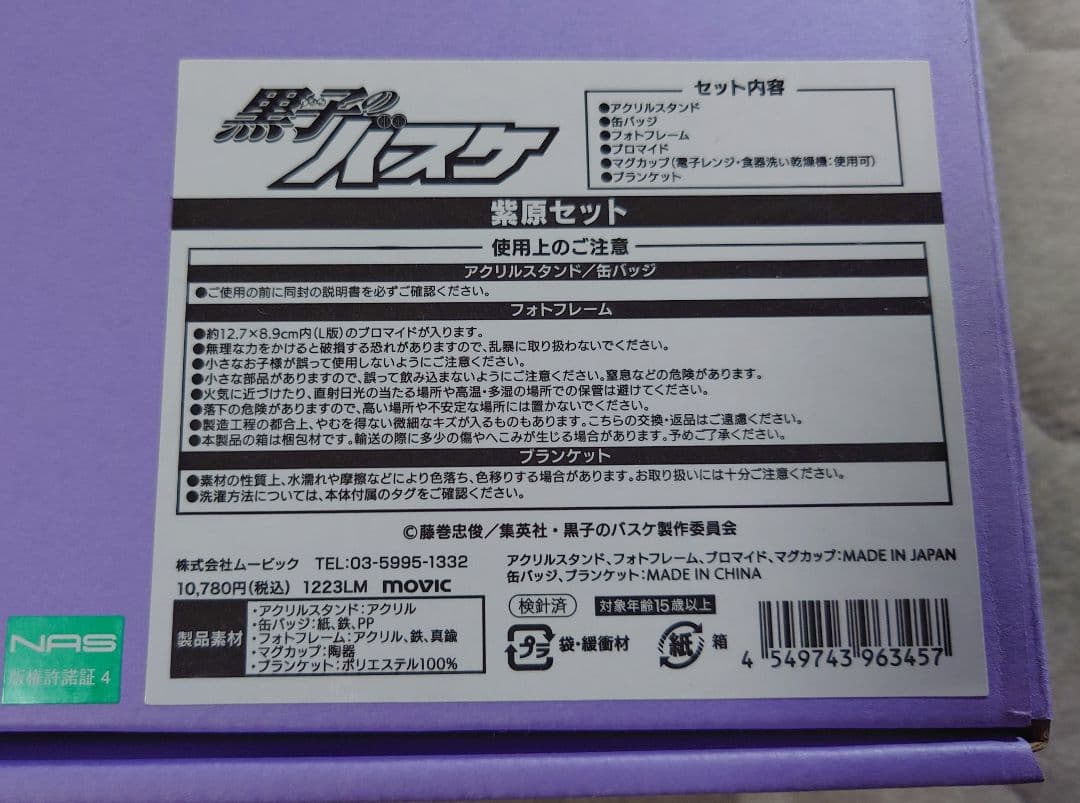 黒子のバスケ
セット内容
●アクリルスタンド
●缶バッジ
●フォトフレーム
●ブロマイド
●マグカップ(電子レンジ・食器洗い乾燥機:使用可)
●ブランケット
紫原セット
使用上のご注意
アクリルスタンド/缶バッジ
●ご使用の前に同封の説明書を必ずご確認ください。
フォトフレーム
●約12.7×8.9cm内(L版)のブロマイドが入ります。
●無理な力をかけると破損する恐れがありますので、乱暴に取り扱わないでください。
●小さなお子様が誤って使用しないようにご注意ください。
●小さな部品がありますので、誤って飲み込まないようにご注意ください。窒息などの危険があります。
●火気に近づけたり、直射日光の当たる場所や高温・多湿の場所での保管は避けてください。
●落下の危険がありますので、高い場所や不安定な場所には置かないでください。
●製造工程の都合上、やむを得ない微細なキズが入るものもあります。こちらの交換・返品はご遠慮ください。
●本製品の箱は梱包材です。輸送の際に多少の傷やへこみが生じる場合があります。予めご了承ください。
ブランケット
●素材の性質上、水濡れや摩擦などにより色落ち、色移りする場合があります。お取り扱いには十分ご注意ください。
●洗濯方法については、本体付属のタグをご確認ください。
©藤巻忠俊/集英社・黒子のバスケ製作委員会
株式会社ムービック TEL:03-5995-1332
10,780円(税込) 1223LM movic
アクリルスタンド、フォトフレーム、ブロマイド、マグカップ:MADE IN JAPAN
缶バッジ、ブランケット:MADE IN CHINA
製品素材
・アクリルスタンド:アクリル
・缶バッジ:紙、鉄、PP
・フォトフレーム:アクリル、鉄、真鍮
・マグカップ:陶器
・ブランケット:ポリエステル100%
検針済
対象年齢15歳以上
プラ 袋・緩衝材
紙 箱
4 549743 963457
NAS
版権許諾証 4